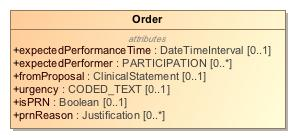 Order
attributes
+expectedPerformanceTime : DateTimeInterval [0..1]
+expectedPerformer : PARTICIPATION [0..*]
+fromProposal : ClinicalStatement [0..1]
+urgency : CODED_TEXT [0..1]
+isPRN : Boolean [0..1]
+prnReason : Justification [0..*]